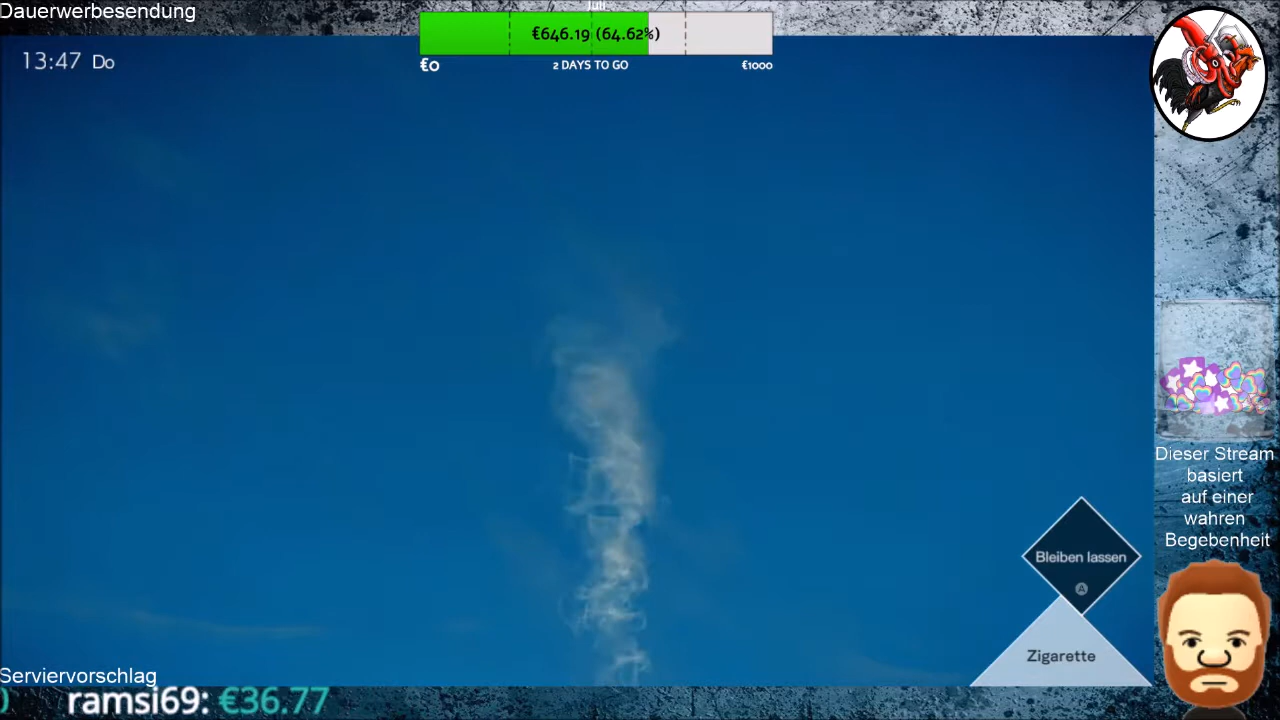 Dauerwerbesendung
Juli
€646.19 (64.62%)
€0
2 DAYS TO GO
€1000
13:47 Do
Dieser Stream
basiert
auf einer
wahren
Begebenheit
Bleiben lassen
A
Zigarette
Serviervorschlag
ramsi69: €36.77